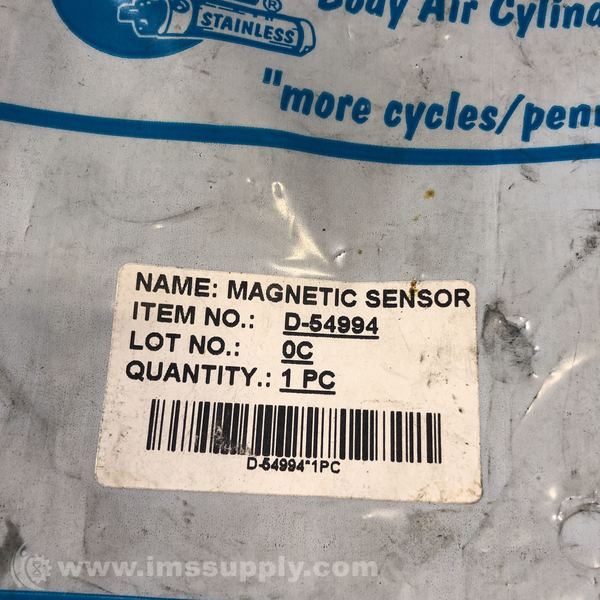 ®
STAINLESS
Body Air Cylind
"more cycles/penn
NAME: MAGNETIC SENSOR
ITEM NO.: D-54994
LOT NO.: 0C
QUANTITY.: 1 PC
D-54994*1PC
www.imssupply.com